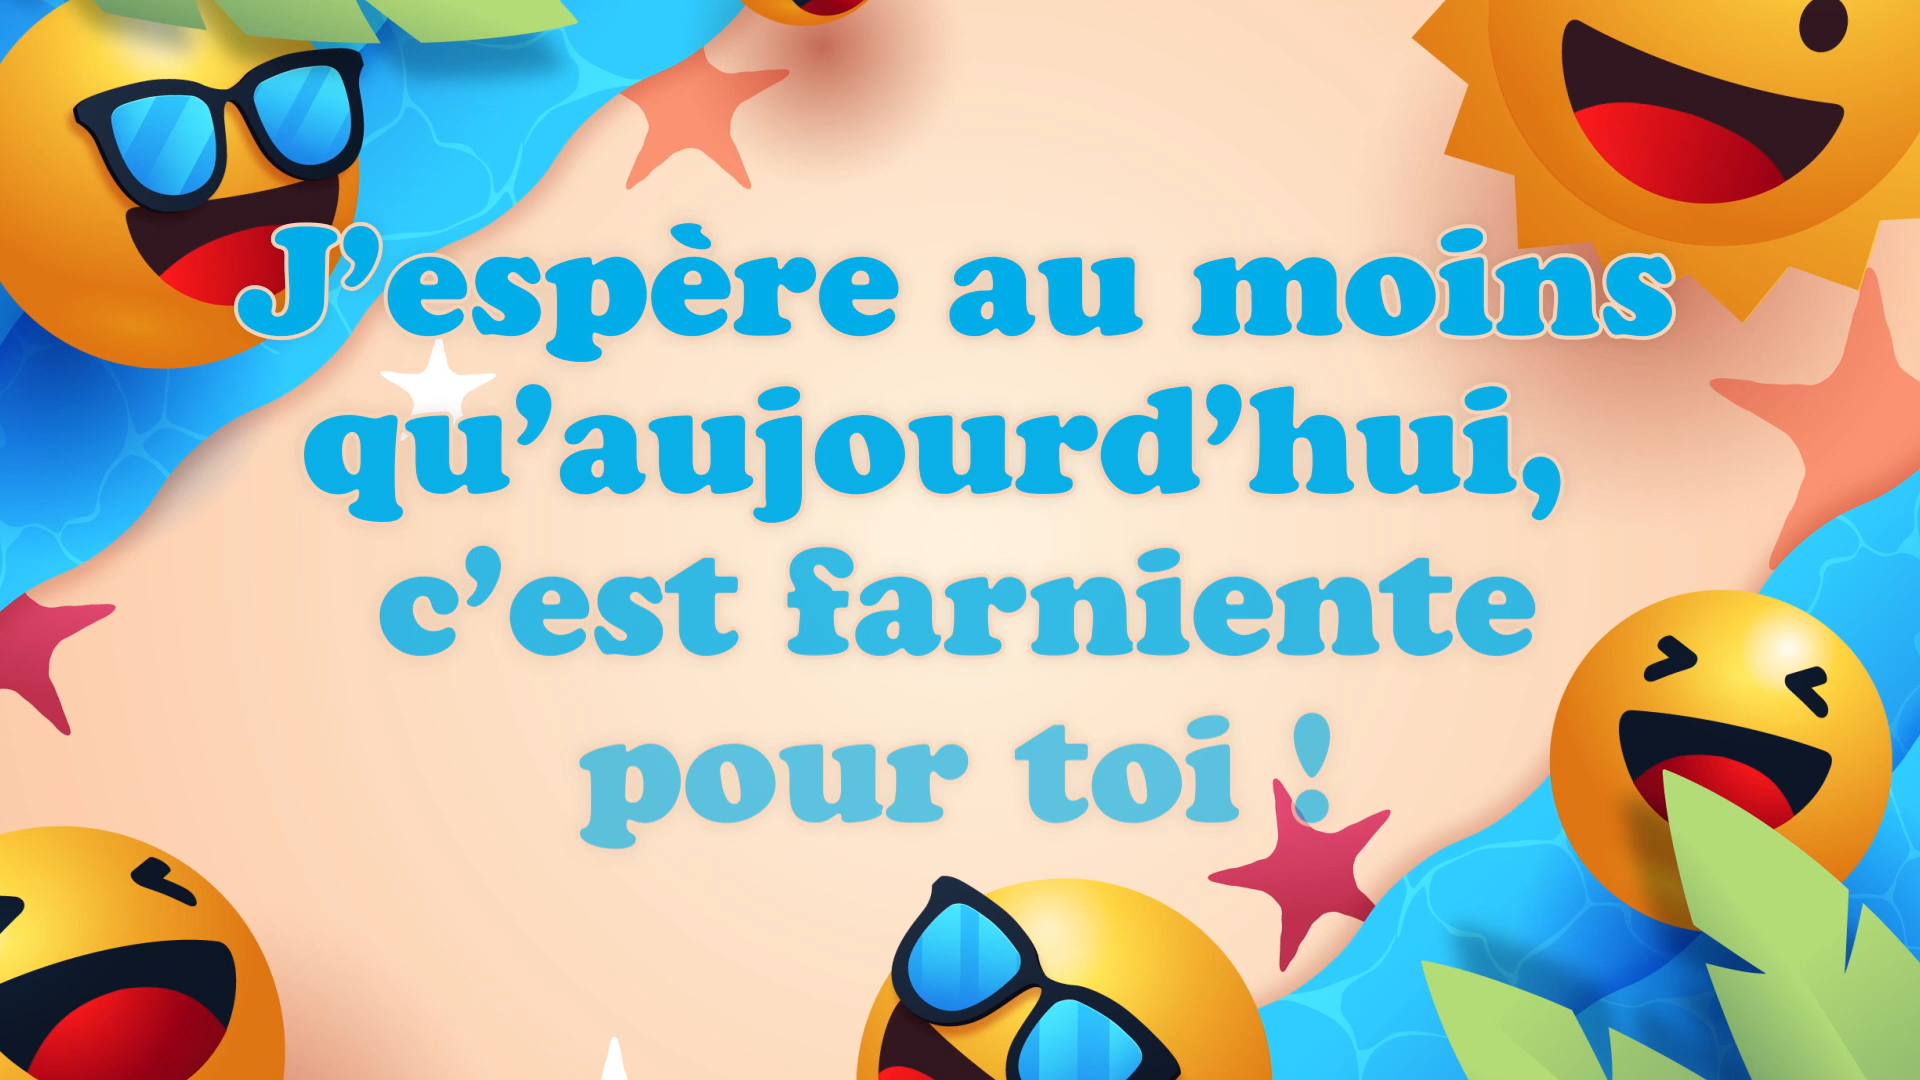 J’espère au moins
qu’aujourd’hui,
c’est farniente
pour toi !